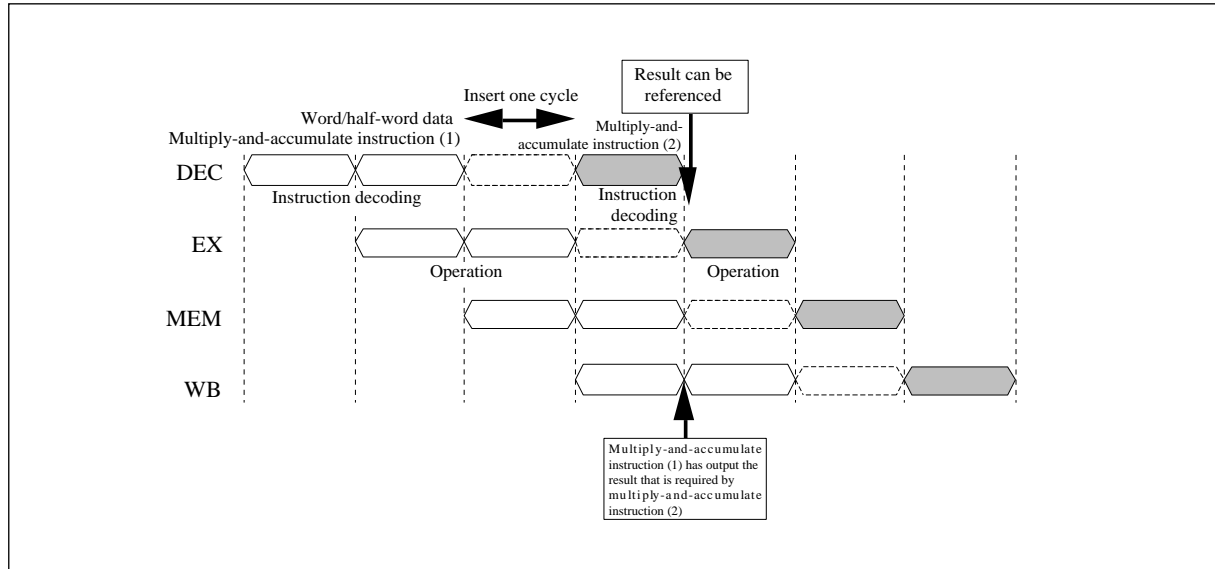 Result can be
referenced
Insert one cycle
Word/half-word data
Multiply-and-accumulate instruction (1)
Multiply-and-
accumulate instruction (2)
DEC
Instruction decoding
Instruction
decoding
EX
Operation
Operation
MEM
WB
Multiply-and-accumulate
instruction (1) has output the
result that is required by
multiply-and-accumulate
instruction (2)